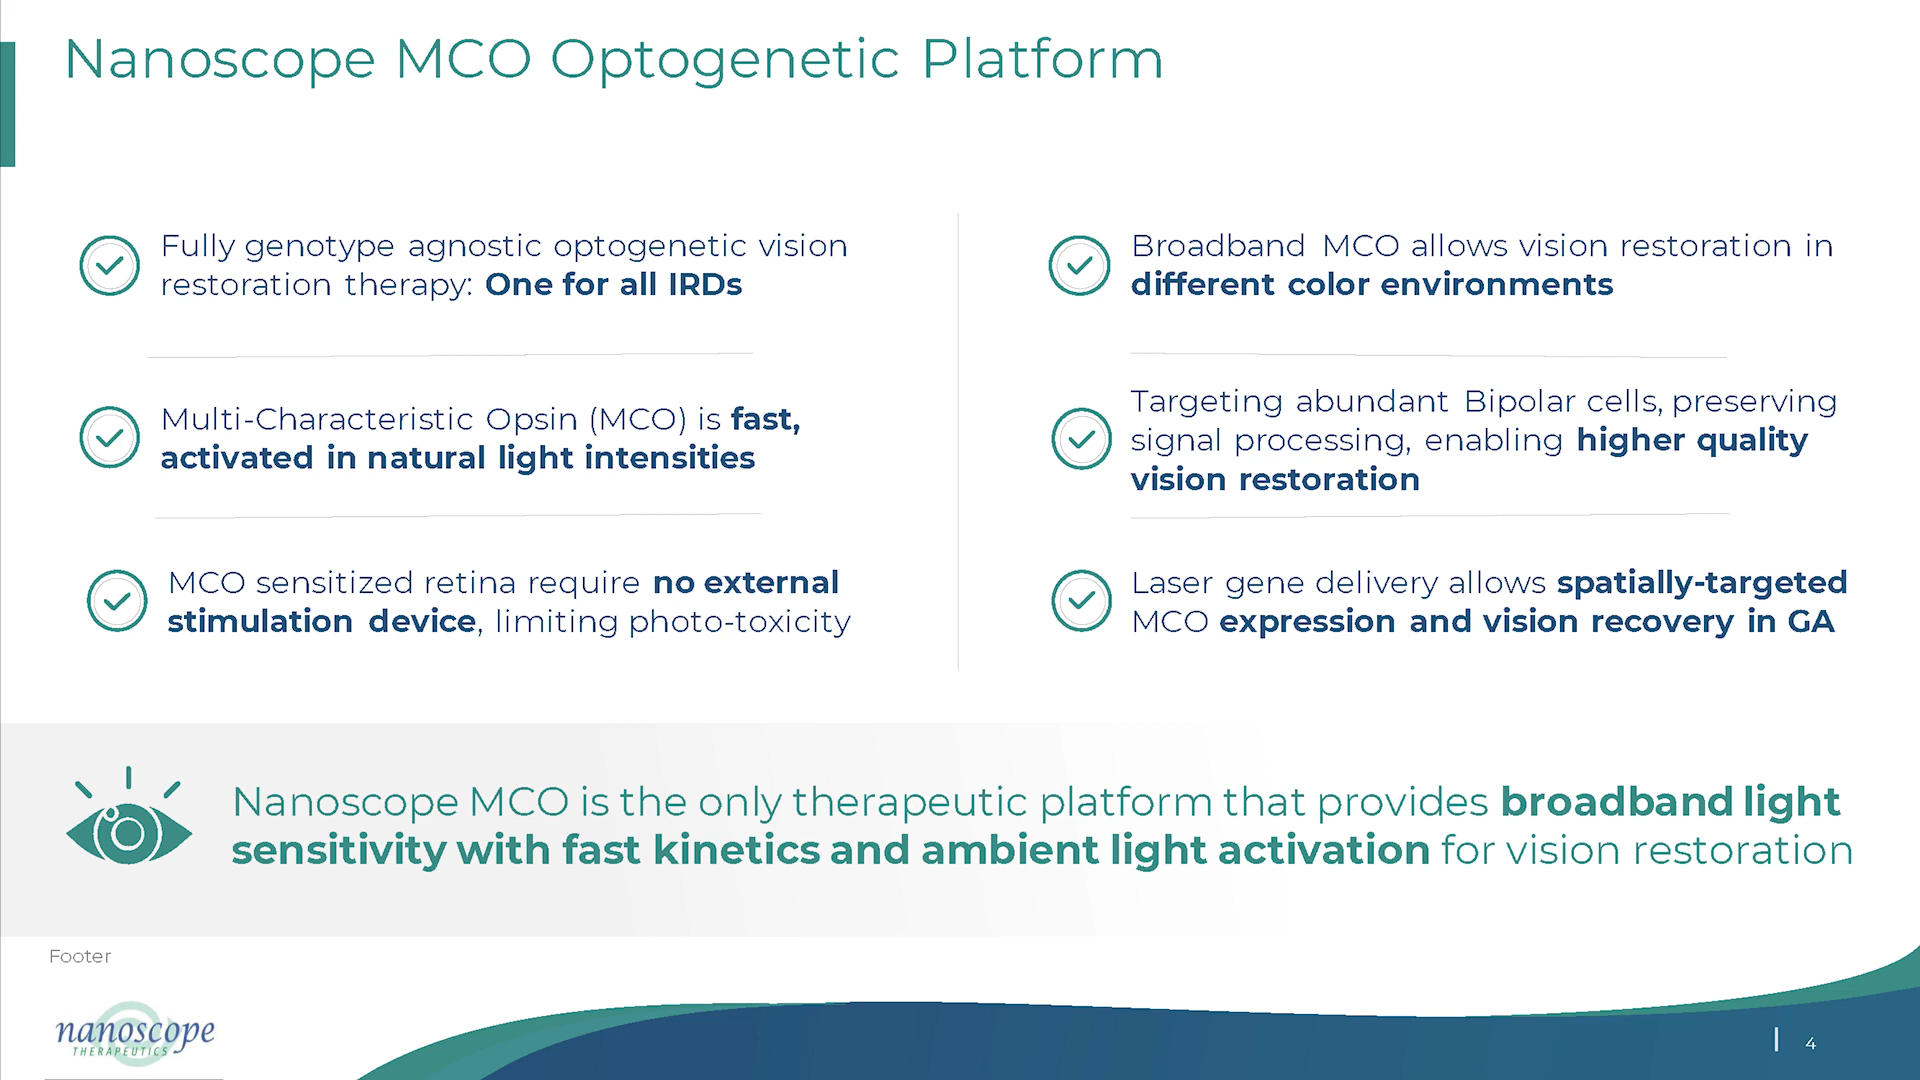 Nanoscope MCO Optogenetic Platform
Fully genotype agnostic optogenetic vision
restoration therapy: One for all IRDs
Multi-Characteristic Opsin (MCO) is fast,
activated in natural light intensities
MCO sensitized retina require no external
stimulation device, limiting photo-toxicity
Broadband MCO allows vision restoration in
different color environments
Targeting abundant Bipolar cells, preserving
signal processing, enabling higher quality
vision restoration
Laser gene delivery allows spatially-targeted
MCO expression and vision recovery in GA
Nanoscope MCO is the only therapeutic platform that provides broadband light
sensitivity with fast kinetics and ambient light activation for vision restoration
Footer
nanoscope
THERAPEUTICS
4